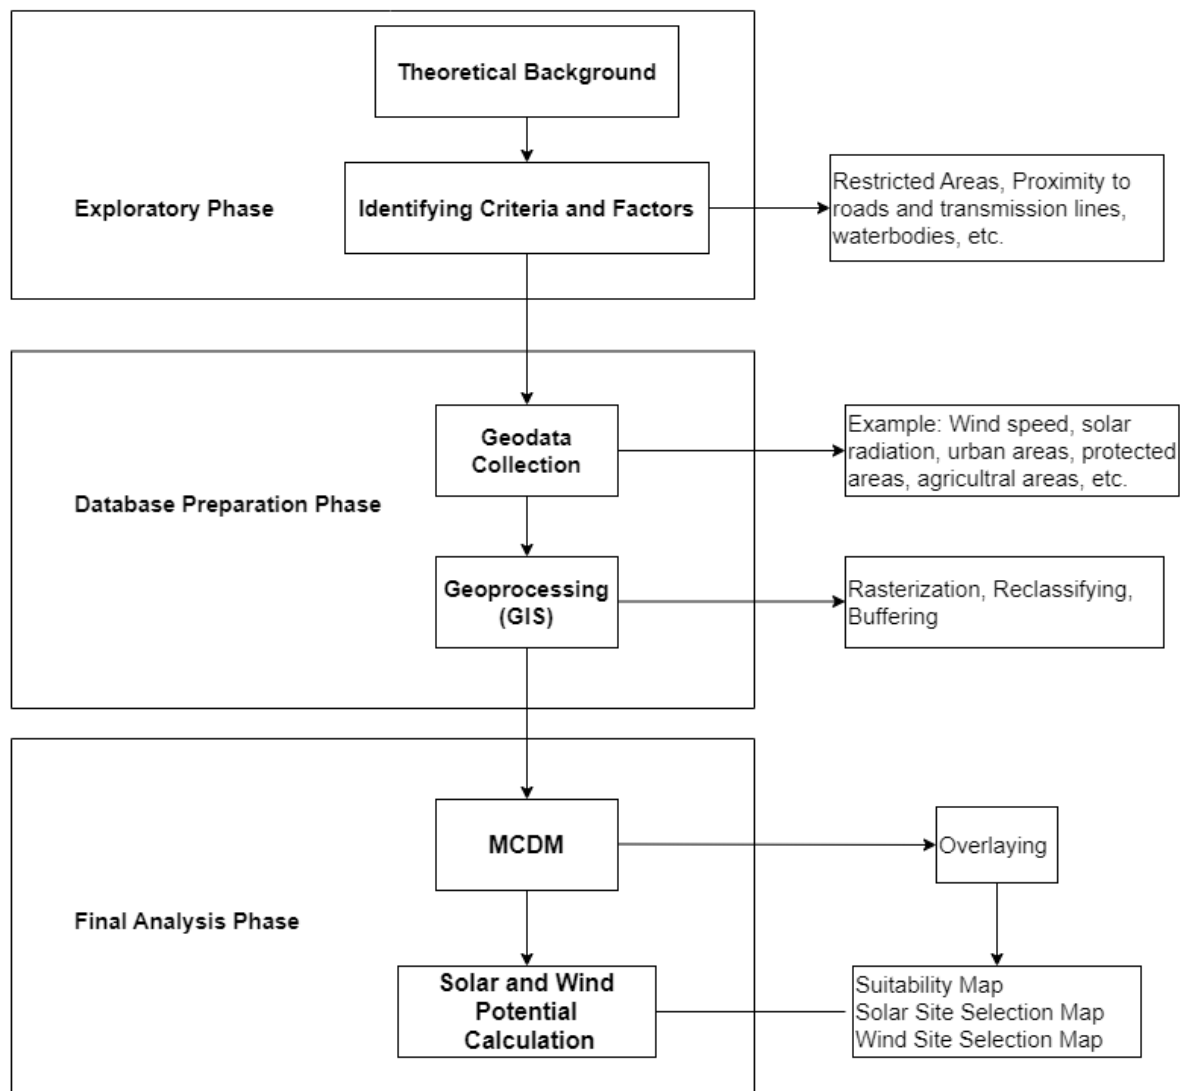 Theoretical Background
Exploratory Phase
Identifying Criteria and Factors
Restricted Areas, Proximity to
roads and transmission lines,
waterbodies, etc.
Geodata
Collection
Example: Wind speed, solar
radiation, urban areas, protected
areas, agricultral areas, etc.
Database Preparation Phase
Geoprocessing
(GIS)
Rasterization, Reclassifying,
Buffering
MCDM
Overlaying
Final Analysis Phase
Solar and Wind
Potential
Calculation
Suitability Map
Solar Site Selection Map
Wind Site Selection Map